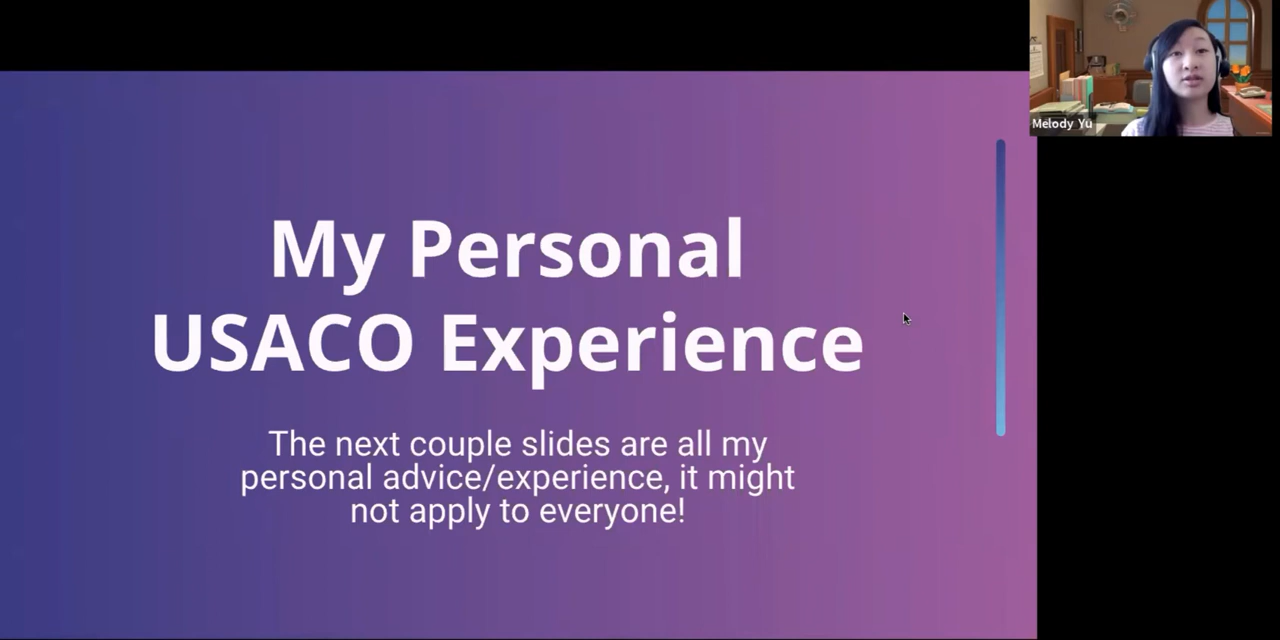 Melody Yu
My Personal
USACO Experience
The next couple slides are all my
personal advice/experience, it might
not apply to everyone!